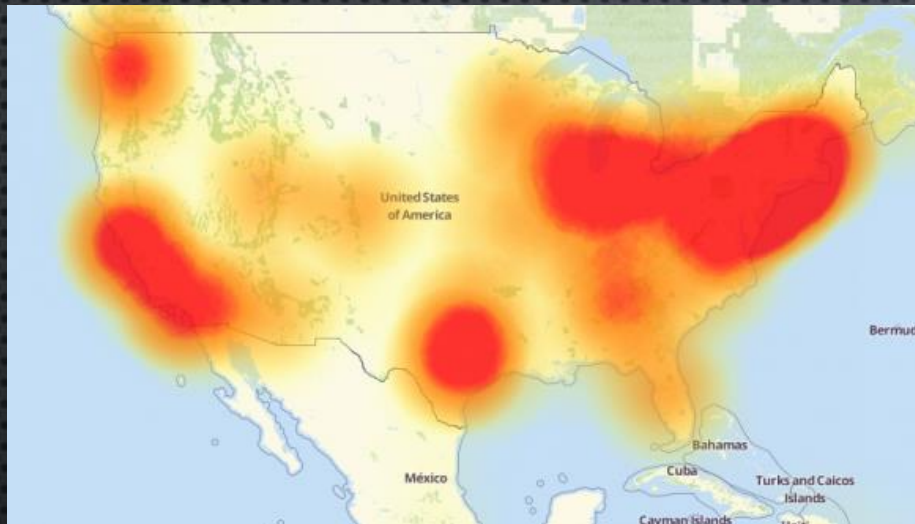 United States
of America
Bermud
Bahamas
Cuba
Turks and Caicos
Islands
México
Cayman Islands